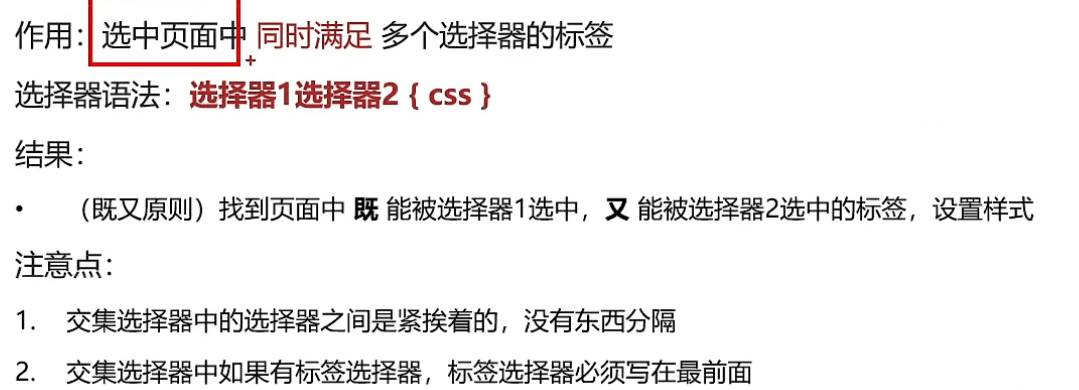 作用：选中页面中 同时满足 多个选择器的标签
选择器语法：选择器1选择器2 { css }
结果：
• （既又原则）找到页面中 既 能被选择器1选中，又 能被选择器2选中的标签，设置样式
注意点：
1. 交集选择器中的选择器之间是紧挨着的，没有东西分隔
2. 交集选择器中如果有标签选择器，标签选择器必须写在最前面